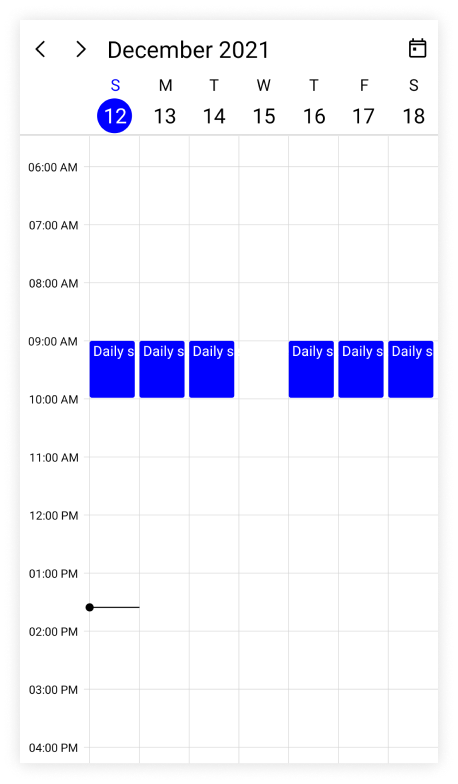 December 2021
S M T W T F S
12 13 14 15 16 17 18
06:00 AM
07:00 AM
08:00 AM
09:00 AM
Daily s Daily s Daily s Daily s Daily s Daily s
10:00 AM
11:00 AM
12:00 PM
01:00 PM
02:00 PM
03:00 PM
04:00 PM